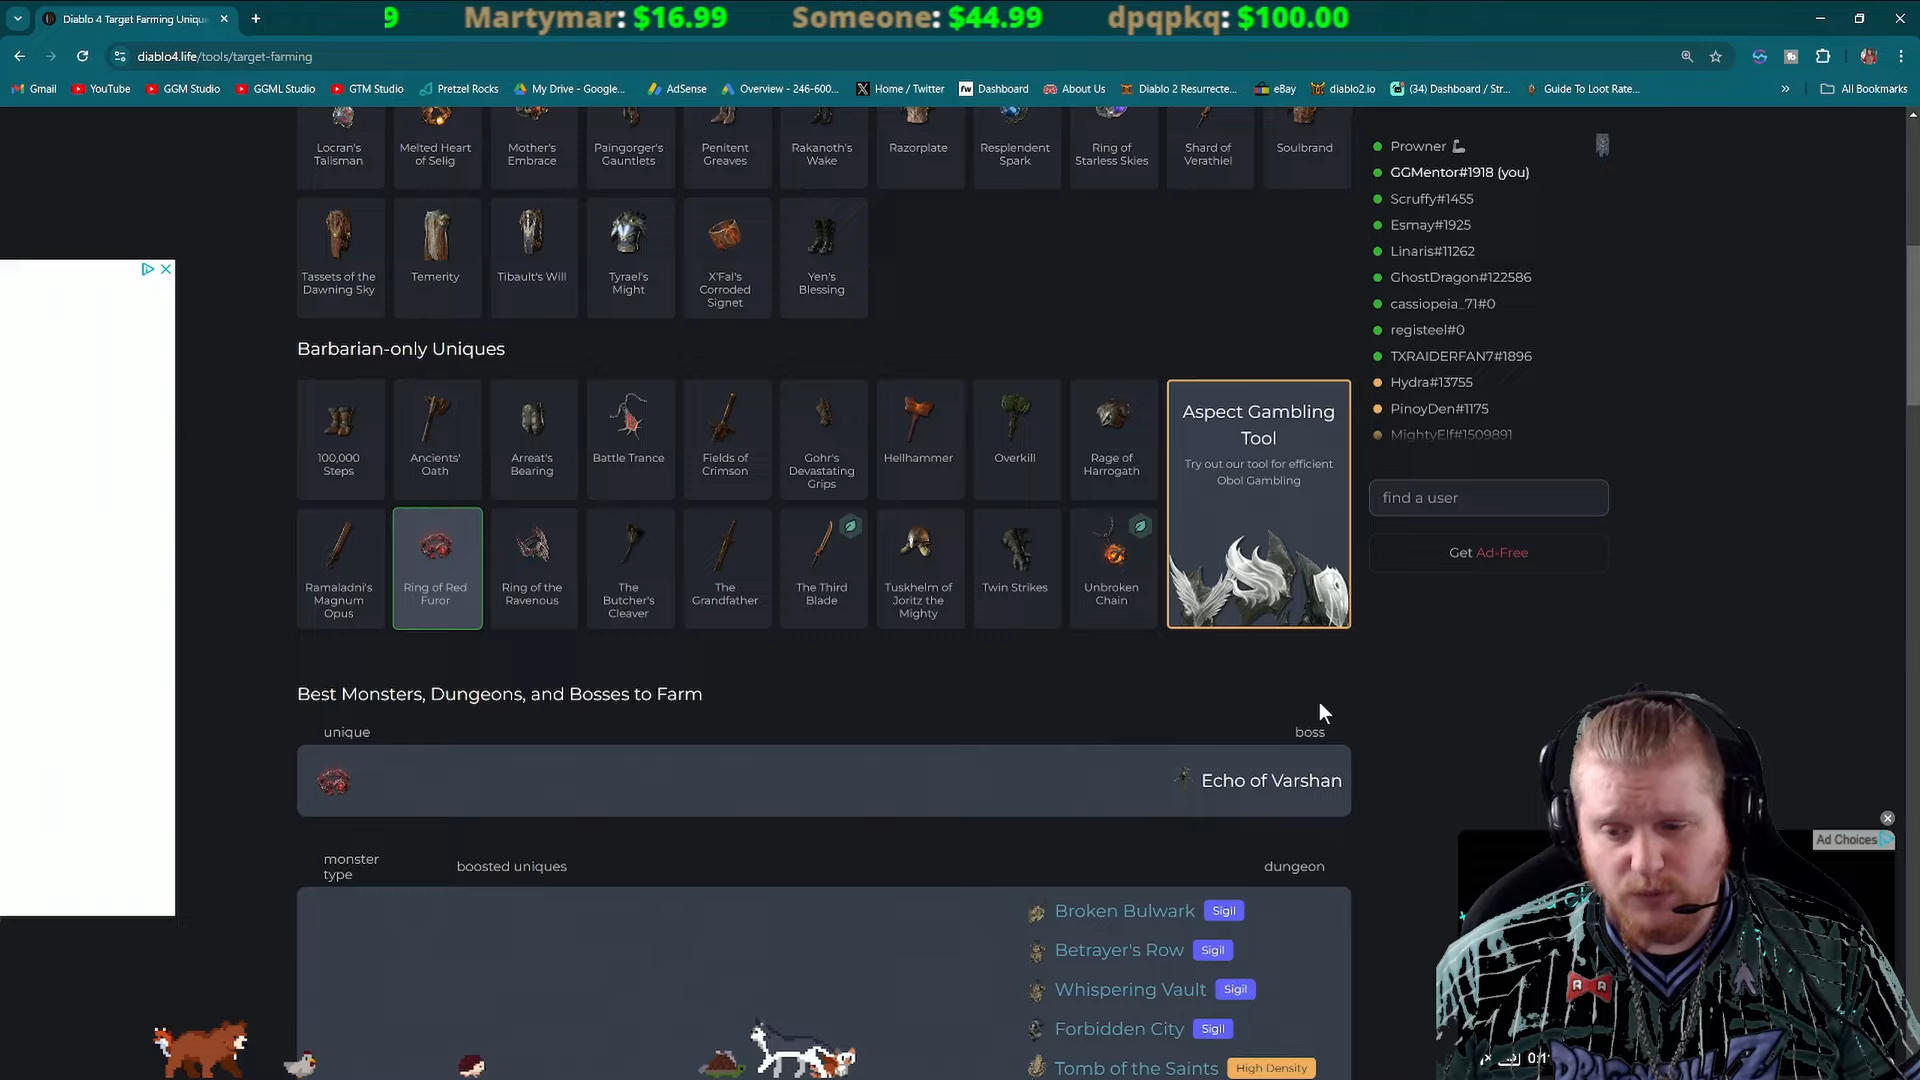 Diablo 4 Target Farming Uniqu
9 Martymar: $16.99 Someone: $44.99 dpqpkq: $100.00
diablo4.life/tools/target-farming
Gmail YouTube GGM Studio GGML Studio GTM Studio Pretzel Rocks My Drive - Google... AdSense Overview - 246-600... Home / Twitter Dashboard About Us Diablo 2 Resurrecte... eBay diablo2.io (34) Dashboard / Str... Guide To Loot Rate... » All Bookmarks
Locran's Talisman
Melted Heart of Selig
Mother's Embrace
Paingorger's Gauntlets
Penitent Greaves
Rakanoth's Wake
Razorplate
Resplendent Spark
Ring of Starless Skies
Shard of Verathiel
Soulbrand
Tassets of the Dawning Sky
Temerity
Tibault's Will
Tyrael's Might
X'Fal's Corroded Signet
Yen's Blessing
Barbarian-only Uniques
100,000 Steps
Ancients' Oath
Arreat's Bearing
Battle Trance
Fields of Crimson
Gohr's Devastating Grips
Hellhammer
Overkill
Rage of Harrogath
Ramaladni's Magnum Opus
Ring of Red Furor
Ring of the Ravenous
The Butcher's Cleaver
The Grandfather
The Third Blade
Tuskhelm of Joritz the Mighty
Twin Strikes
Unbroken Chain
Aspect Gambling
Tool
Try out our tool for efficient
Obol Gambling
Best Monsters, Dungeons, and Bosses to Farm
unique boss
Echo of Varshan
monster
type boosted uniques dungeon
Broken Bulwark Sigil
Betrayer's Row Sigil
Whispering Vault Sigil
Forbidden City Sigil
Tomb of the Saints High Density
Prowner
GGMentor#1918 (you)
Scruffy#1455
Esmay#1925
Linaris#11262
GhostDragon#122586
cassiopeia_71#0
registeel#0
TXRAIDERFAN7#1896
Hydra#13755
PinoyDen#1175
MightyElf#1509891
find a user
Get Ad-Free
Ad Choices